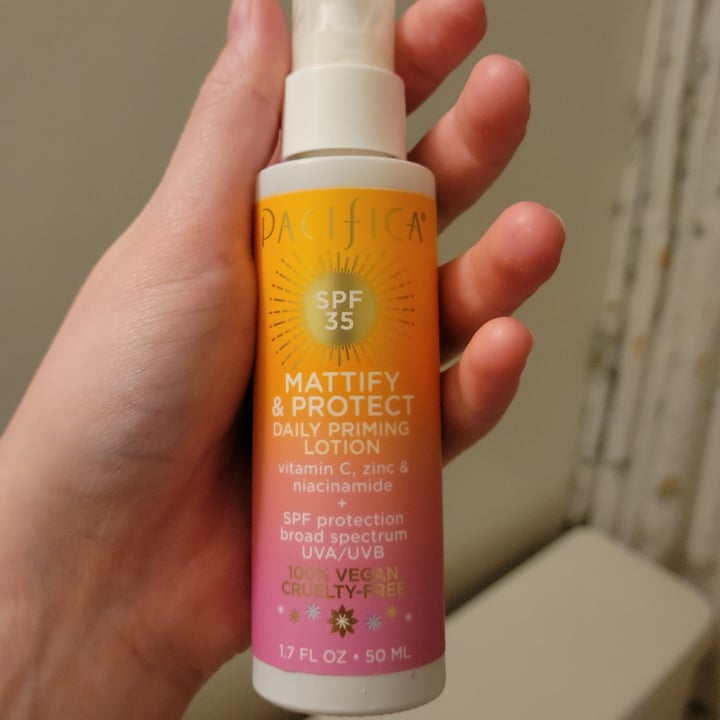 PACIFICA®
SPF
35
MATTIFY
& PROTECT
DAILY PRIMING
LOTION
vitamin C, zinc &
niacinamide
+
SPF protection
broad spectrum
UVA/UVB
100% VEGAN
CRUELTY-FREE
1.7 FL OZ • 50 ML